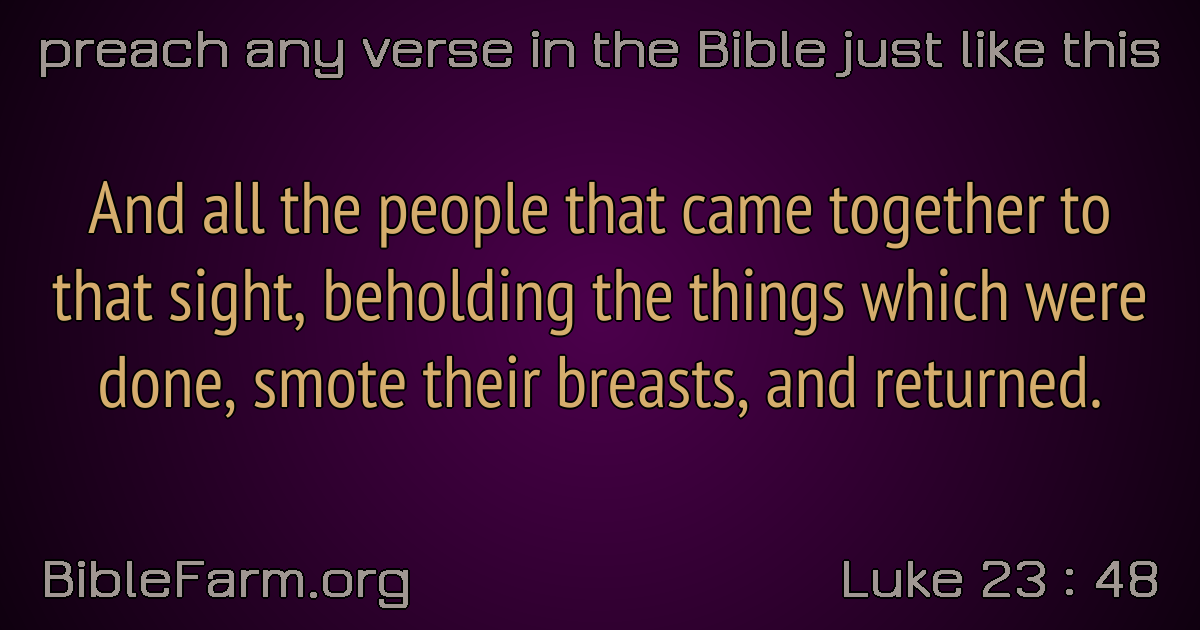 preach any verse in the Bible just like this
And all the people that came together to
that sight, beholding the things which were
done, smote their breasts, and returned.
BibleFarm.org
Luke 23 : 48